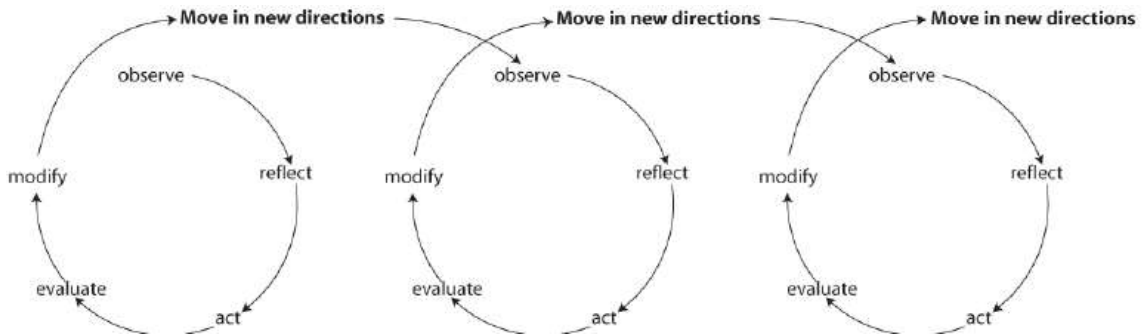 Move in new directions
Move in new directions
Move in new directions
observe
observe
observe
modify
reflect
modify
reflect
modify
reflect
evaluate
act
evaluate
act
evaluate
act